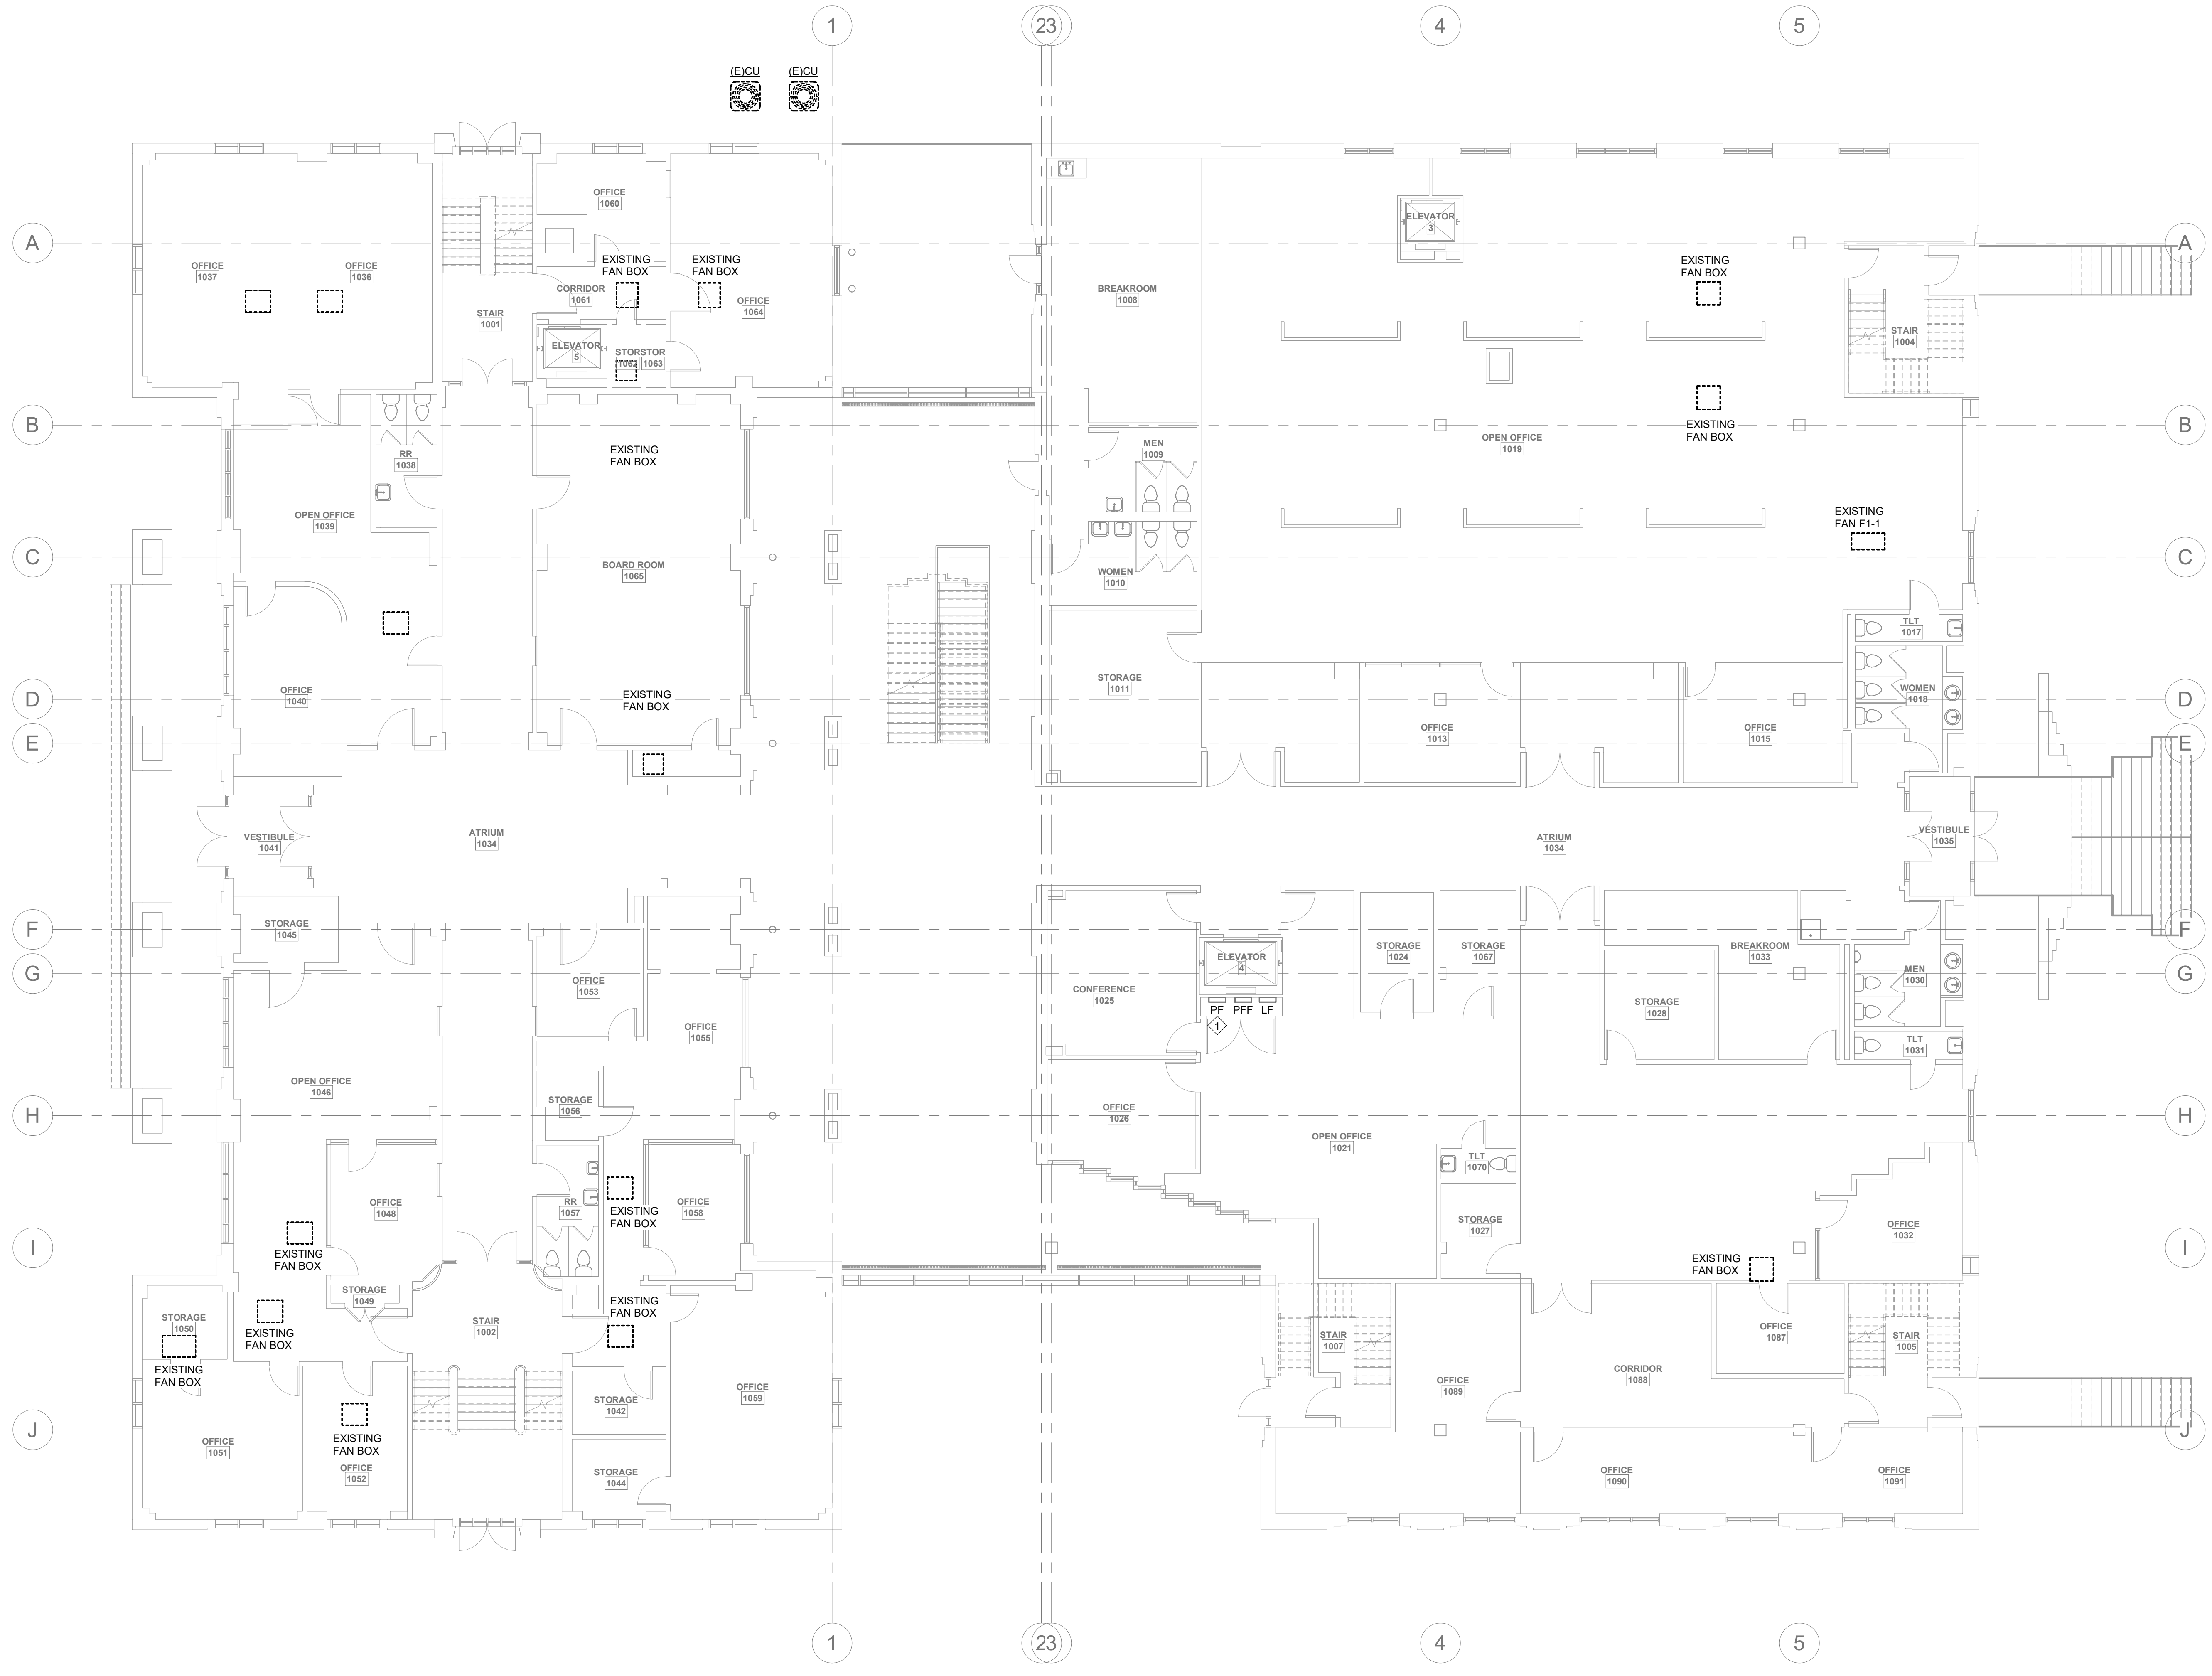 1
23
4
5
(E)CU
(E)CU
A
A
OFFICE
1037
OFFICE
1036
OFFICE
1060
EXISTING
FAN BOX
EXISTING
FAN BOX
CORRIDOR
1061
OFFICE
1064
STAIR
1001
ELEVATOR
5
STOR
1062
STOR
1063
BREAKROOM
1008
ELEVATOR
3
EXISTING
FAN BOX
STAIR
1004
B
B
RR
1038
EXISTING
FAN BOX
MEN
1009
OPEN OFFICE
1019
EXISTING
FAN BOX
OPEN OFFICE
1039
EXISTING
FAN F1-1
C
C
BOARD ROOM
1065
WOMEN
1010
TLT
1017
D
D
OFFICE
1040
EXISTING
FAN BOX
STORAGE
1011
WOMEN
1018
E
E
OFFICE
1013
OFFICE
1015
VESTIBULE
1041
ATRIUM
1034
ATRIUM
1034
VESTIBULE
1035
F
F
STORAGE
1045
STORAGE
1024
STORAGE
1067
BREAKROOM
1033
G
G
OFFICE
1053
CONFERENCE
1025
ELEVATOR
4
PF
PFF
LF
1
STORAGE
1028
MEN
1030
OFFICE
1055
TLT
1031
OPEN OFFICE
1046
STORAGE
1056
H
H
OFFICE
1026
OPEN OFFICE
1021
TLT
1070
OFFICE
1048
RR
1057
EXISTING
FAN BOX
OFFICE
1058
STORAGE
1027
OFFICE
1032
I
I
EXISTING
FAN BOX
EXISTING
FAN BOX
STORAGE
1049
EXISTING
FAN BOX
STORAGE
1050
EXISTING
FAN BOX
STAIR
1002
STAIR
1007
OFFICE
1087
STAIR
1005
EXISTING
FAN BOX
CORRIDOR
1088
OFFICE
1059
OFFICE
1089
STORAGE
1042
J
J
OFFICE
1051
EXISTING
FAN BOX
OFFICE
1052
STORAGE
1044
OFFICE
1090
OFFICE
1091
1
23
4
5